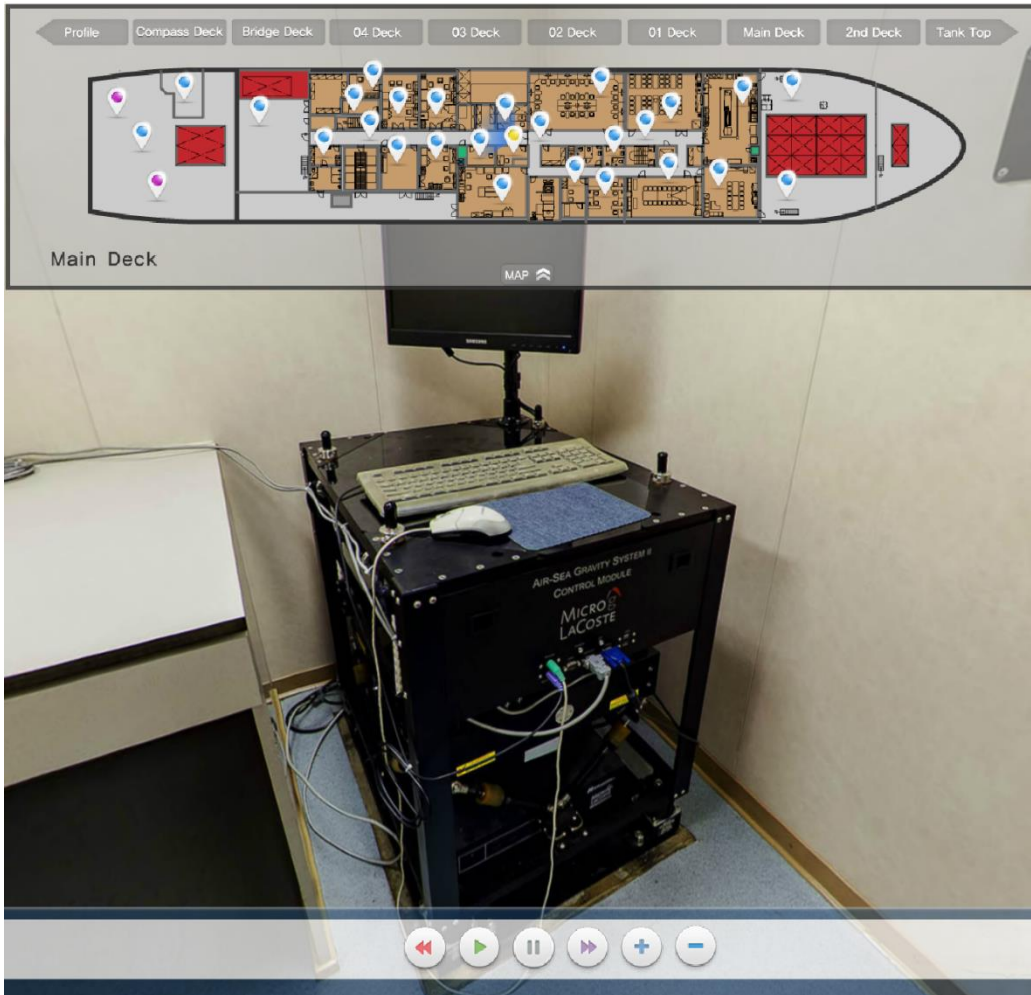 Profile
Compass Deck
Bridge Deck
04 Deck
03 Deck
02 Deck
01 Deck
Main Deck
2nd Deck
Tank Top
Main Deck
MAP
SAMSUNG
AIR-SEA GRAVITY SYSTEM II
CONTROL MODULE
MICRO
LACOSTE